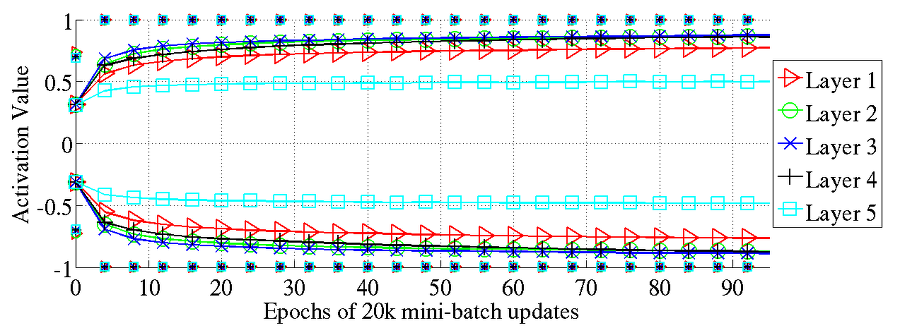 1
0.5
0
-0.5
-1
Activation Value
0 10 20 30 40 50 60 70 80 90
Epochs of 20k mini-batch updates
Layer 1
Layer 2
Layer 3
Layer 4
Layer 5